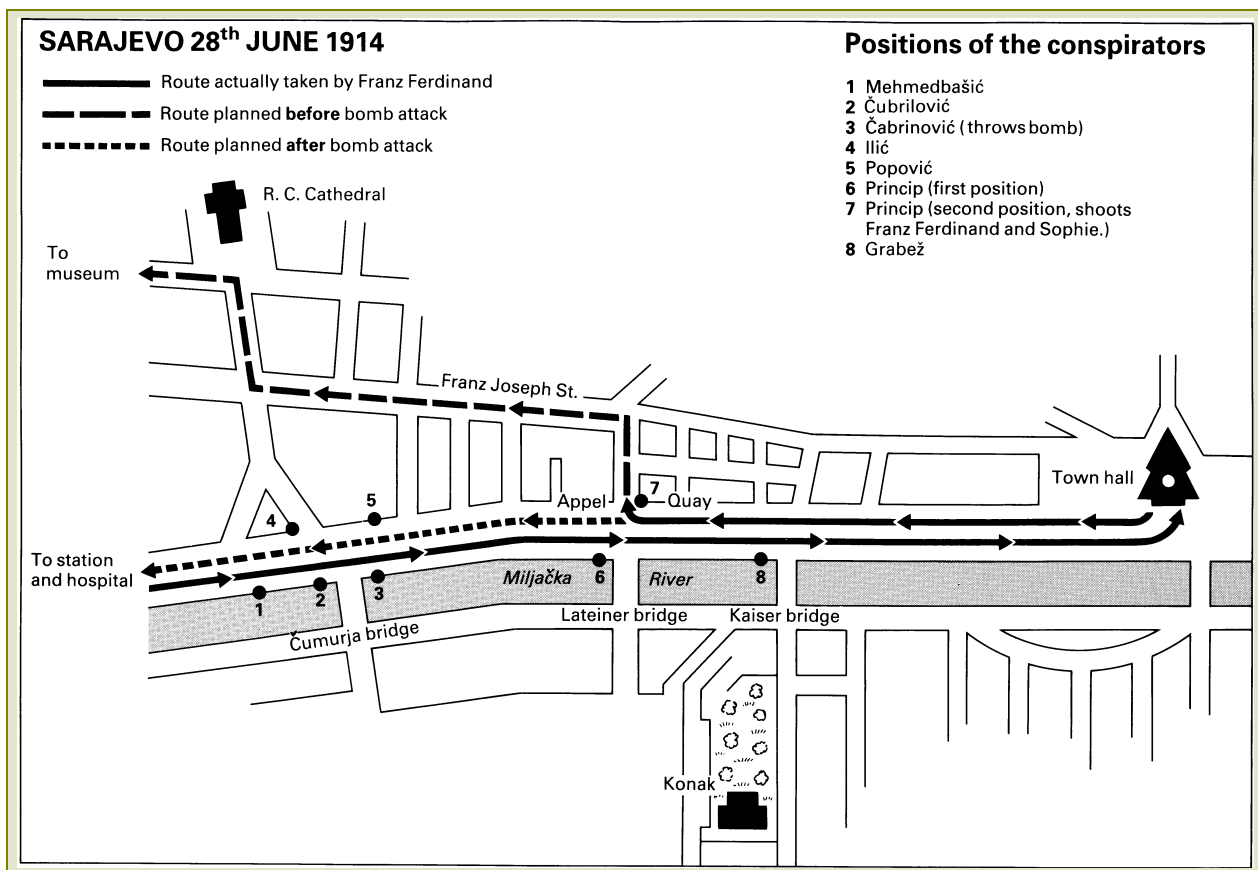 SARAJEVO 28th JUNE 1914
Route actually taken by Franz Ferdinand
Route planned before bomb attack
Route planned after bomb attack
Positions of the conspirators
1 Mehmedbašić
2 Čubrilović
3 Čabrinović (throws bomb)
4 Ilić
5 Popović
6 Princip (first position)
7 Princip (second position, shoots
Franz Ferdinand and Sophie.)
8 Grabež
R. C. Cathedral
To
museum
Franz Joseph St.
Town hall
7
Appel Quay
5
4
To station
and hospital
1
2
3
Miljačka
6
River
8
Čumurja bridge
Lateiner bridge
Kaiser bridge
Konak